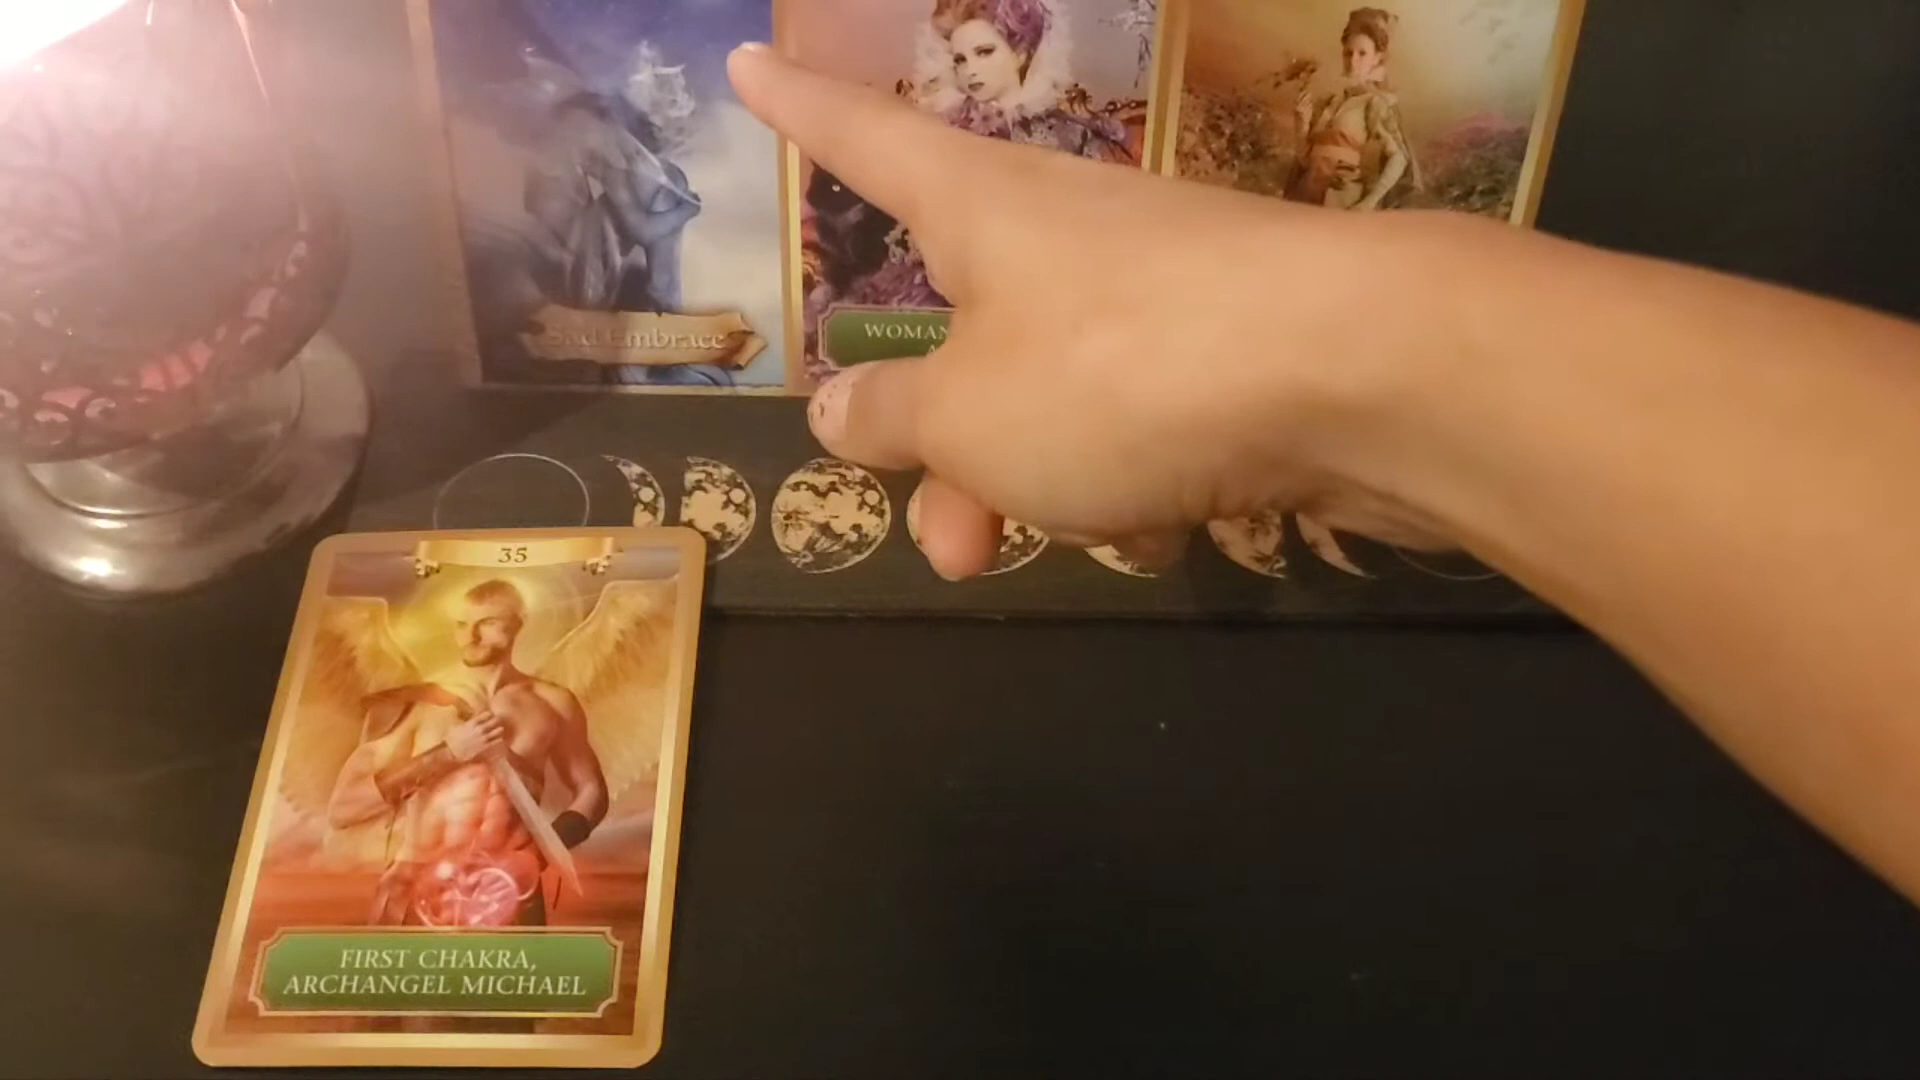 Sad Embrace
WOMAN
35
FIRST CHAKRA,
ARCHANGEL MICHAEL